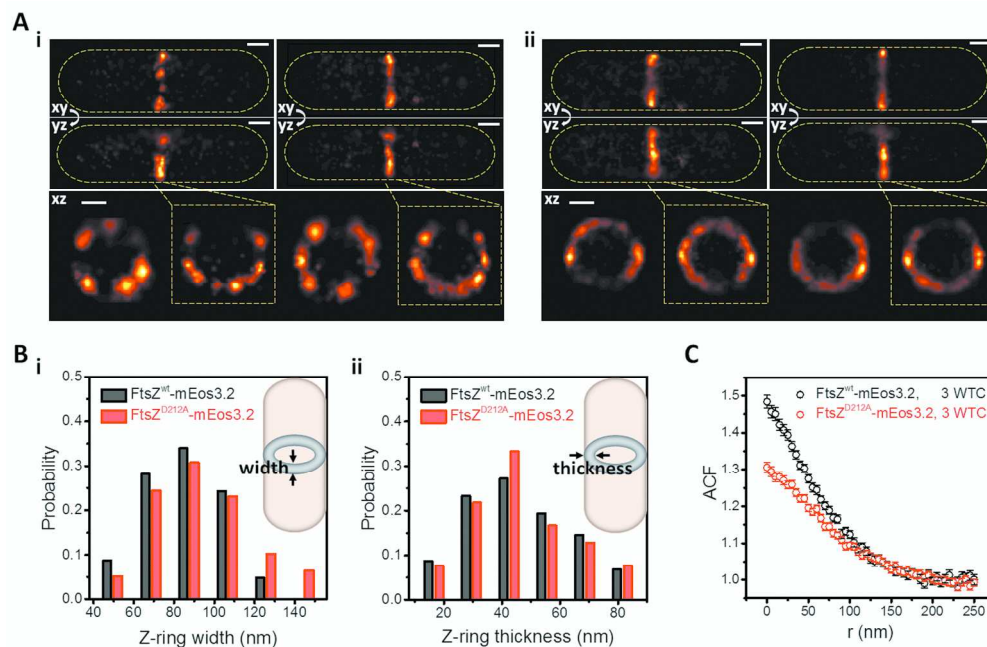 A
i
ii
xy
xy
xy
xy
yz
yz
yz
yz
xz
xz
B
i
ii
C
0.5
0.4
0.3
0.2
0.1
0.0
Probability
FtsZwt-mEos3.2
FtsZD212A-mEos3.2
width
40 60 80 100 120 140
Z-ring width (nm)
0.5
0.4
0.3
0.2
0.1
0.0
Probability
FtsZwt-mEos3.2
FtsZD212A-mEos3.2
thickness
20 40 60 80
Z-ring thickness (nm)
1.5
1.4
1.3
1.2
1.1
1.0
ACF
FtsZwt-mEos3.2, 3 WTC
FtsZD212A-mEos3.2, 3 WTC
0 50 100 150 200 250
r (nm)